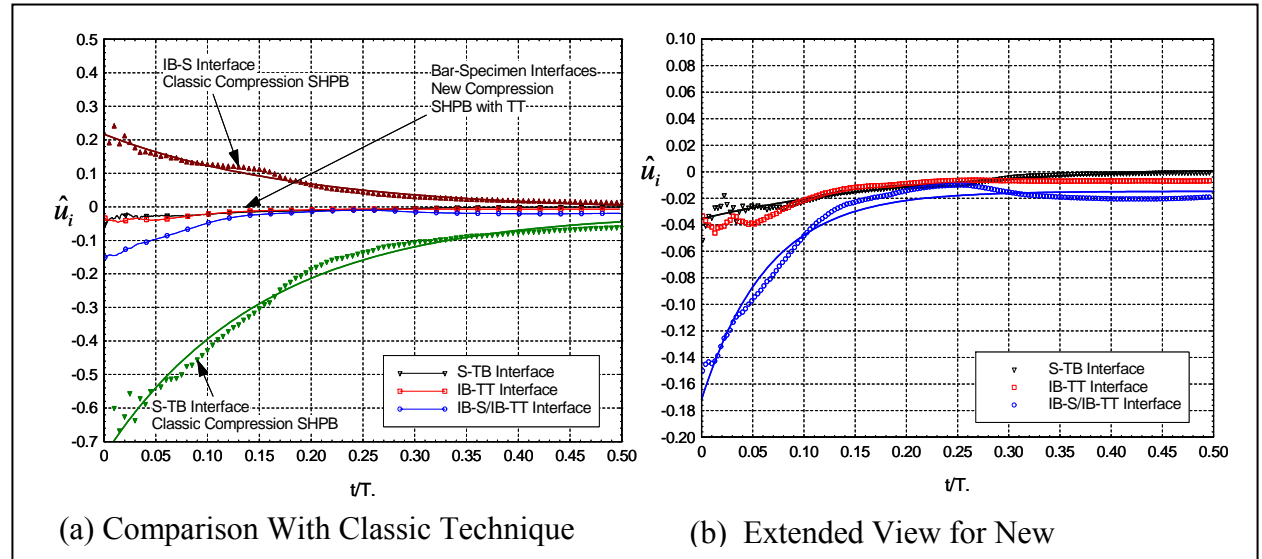 0.5
0.4
0.3
0.2
0.1
0
-0.1
-0.2
-0.3
-0.4
-0.5
-0.6
-0.7
û_i
IB-S Interface
Classic Compression SHPB
Bar-Specimen Interfaces
New Compression
SHPB with TT
S-TB Interface
Classic Compression SHPB
S-TB Interface
IB-TT Interface
IB-S/IB-TT Interface
0 0.05 0.10 0.15 0.20 0.25 0.30 0.35 0.40 0.45 0.50
t/T.
(a) Comparison With Classic Technique
0.10
0.08
0.06
0.04
0.02
0
-0.02
-0.04
-0.06
-0.08
-0.10
-0.12
-0.14
-0.16
-0.18
-0.20
û_i
S-TB Interface
IB-TT Interface
IB-S/IB-TT Interface
0 0.05 0.10 0.15 0.20 0.25 0.30 0.35 0.40 0.45 0.50
t/T.
(b) Extended View for New